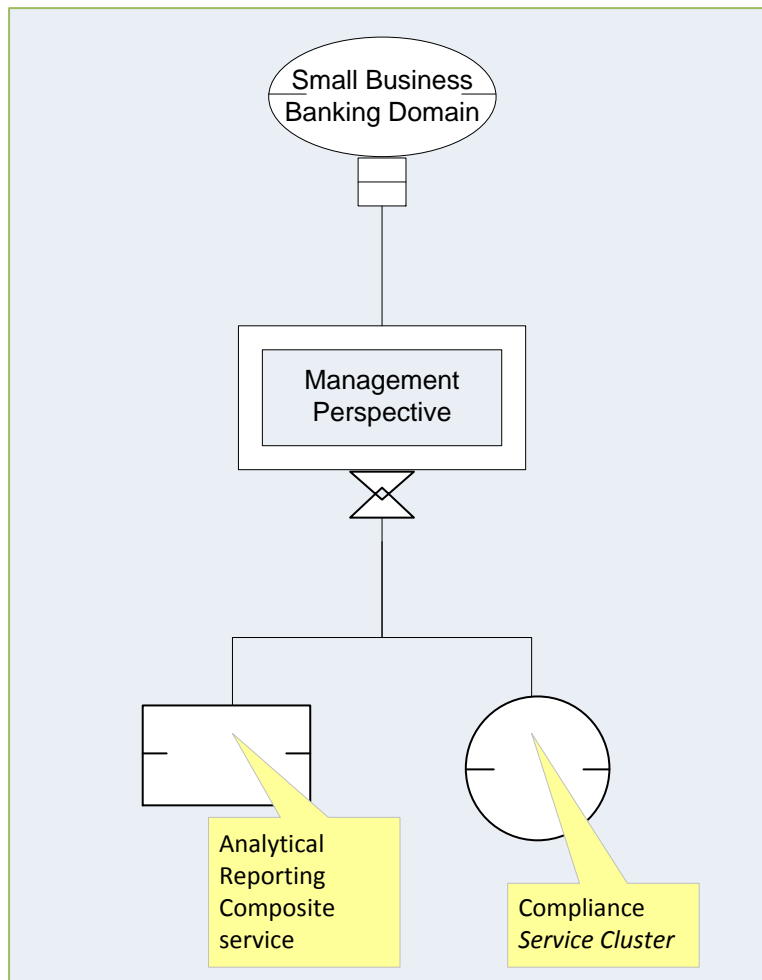 Small Business
Banking Domain
Management
Perspective
Analytical
Reporting
Composite
service
Compliance
Service Cluster